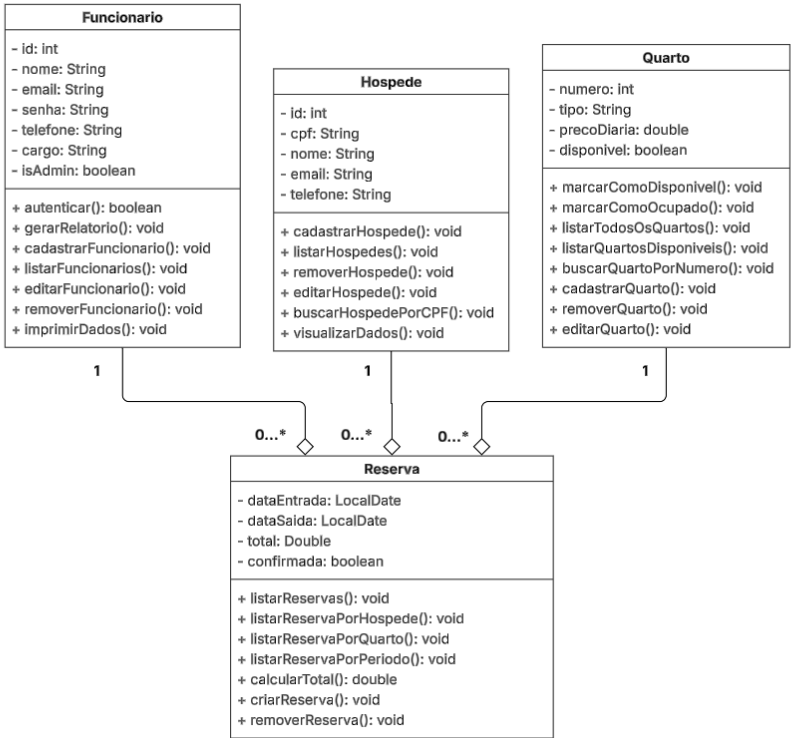 Funcionario
- id: int
- nome: String
- email: String
- senha: String
- telefone: String
- cargo: String
- isAdmin: boolean
+ autenticar(): boolean
+ gerarRelatorio(): void
+ cadastrarFuncionario(): void
+ listarFuncionarios(): void
+ editarFuncionario(): void
+ removerFuncionario(): void
+ imprimirDados(): void
Hospede
- id: int
- cpf: String
- nome: String
- email: String
- telefone: String
+ cadastrarHospede(): void
+ listarHospedes(): void
+ removerHospede(): void
+ editarHospede(): void
+ buscarHospedePorCPF(): void
+ visualizarDados(): void
Quarto
- numero: int
- tipo: String
- precoDiaria: double
- disponivel: boolean
+ marcarComoDisponivel(): void
+ marcarComoOcupado(): void
+ listarTodosOsQuartos(): void
+ listarQuartosDisponiveis(): void
+ buscarQuartoPorNumero(): void
+ cadastrarQuarto(): void
+ removerQuarto(): void
+ editarQuarto(): void
1
1
1
0...*
0...*
0...*
Reserva
- dataEntrada: LocalDate
- dataSaida: LocalDate
- total: Double
- confirmada: boolean
+ listarReservas(): void
+ listarReservaPorHospede(): void
+ listarReservaPorQuarto(): void
+ listarReservaPorPeriodo(): void
+ calcularTotal(): double
+ criarReserva(): void
+ removerReserva(): void